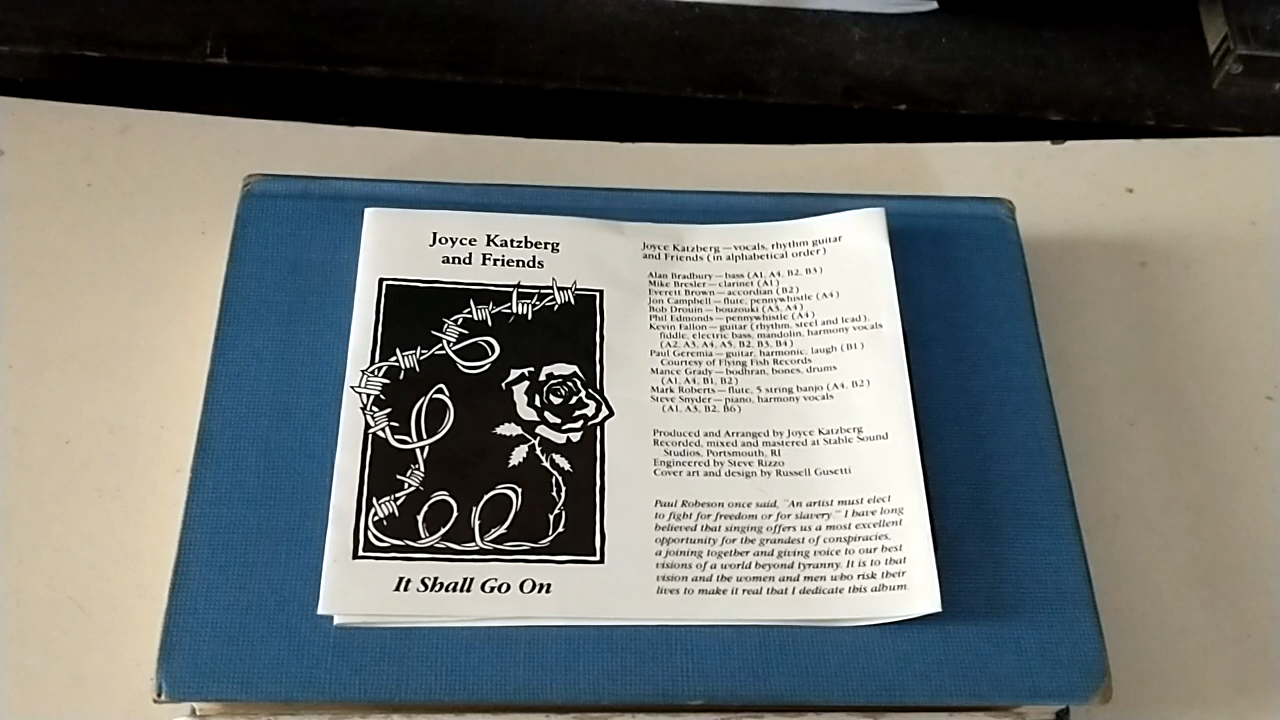 Joyce Katzberg
and Friends
It Shall Go On
Joyce Katzberg — vocals, rhythm guitar
and Friends (in alphabetical order)
Alan Bradbury — bass (A1, A4, B2, B3)
Mike Bresler — clarinet (A1)
Everett Brown — accordian (B2)
Jon Campbell — flute, pennywhistle (A4)
Bob Drouin — bouzouki (A3, A4)
Phil Edmonds — pennywhistle (A4)
Kevin Fallon — guitar (rhythm, steel and lead),
fiddle, electric bass, mandolin, harmony vocals
(A2, A3, A4, A5, B2, B3, B4)
Paul Geremia — guitar, harmonic, laugh (B1)
Courtesy of Flying Fish Records
Mance Grady — bodhran, bones, drums
(A1, A4, B1, B2)
Mark Roberts — flute, 5 string banjo (A4, B2)
Steve Snyder — piano, harmony vocals
(A1, A3, B2, B6)
Produced and Arranged by Joyce Katzberg
Recorded, mixed and mastered at Stable Sound
Studios, Portsmouth, RI
Engineered by Steve Rizzo
Cover art and design by Russell Gusetti
Paul Robeson once said, "An artist must elect
to fight for freedom or for slavery." I have long
believed that singing offers us a most excellent
opportunity for the grandest of conspiracies,
a joining together and giving voice to our best
visions of a world beyond tyranny. It is to that
vision and the women and men who risk their
lives to make it real that I dedicate this album.